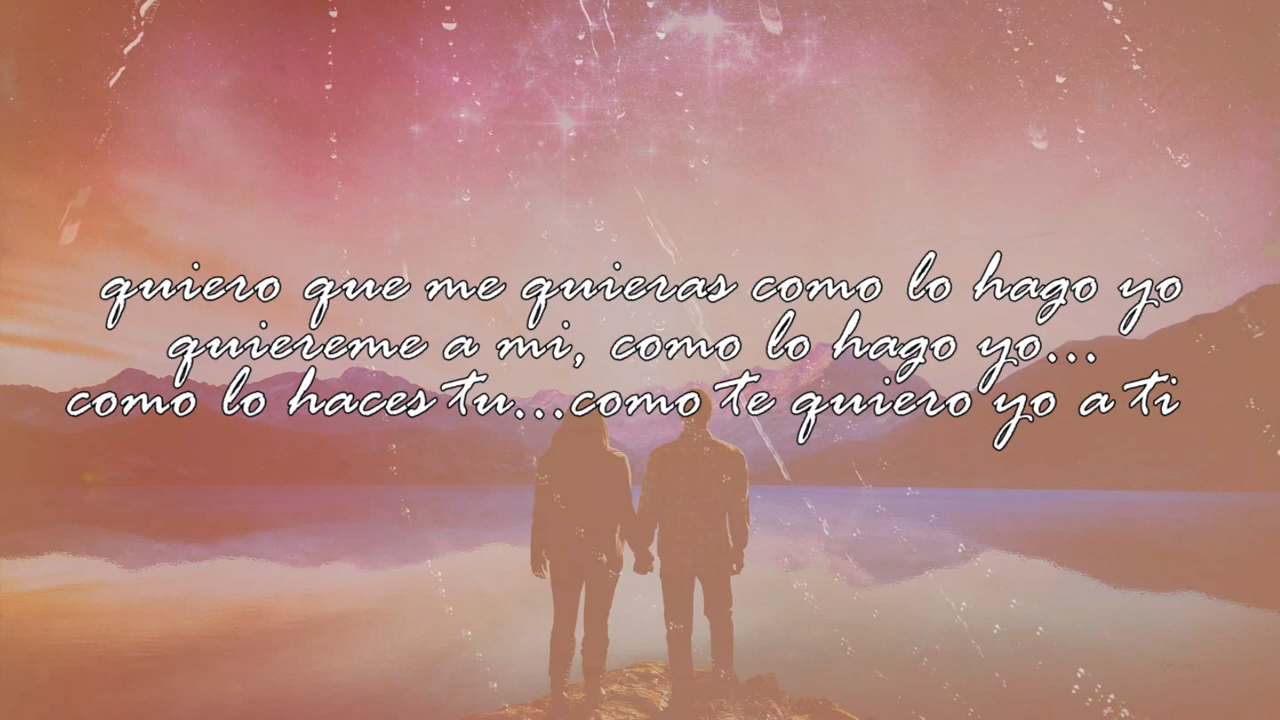 quiero que me quieras como lo hago yo
quiereme a mi, como lo hago yo...
como lo haces tu...como te quiero yo a ti